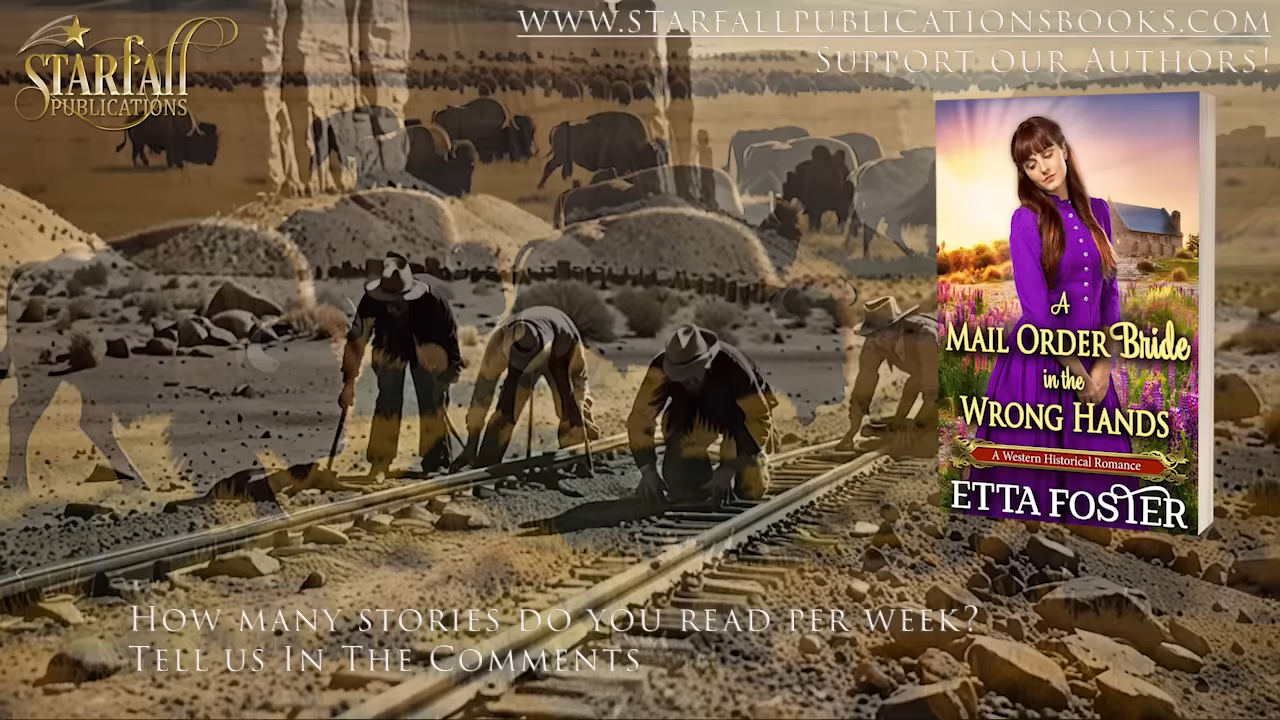 STARfall
PUBLICATIONS
WWW.STARFALLPUBLICATIONSBOOKS.COM
SUPPORT OUR AUTHORS!
A
MAIL ORDER Bride
in the
WRONG HANDS
A Western Historical Romance
ETTA FOSTER
HOW MANY STORIES DO YOU READ PER WEEK?
TELL US IN THE COMMENTS